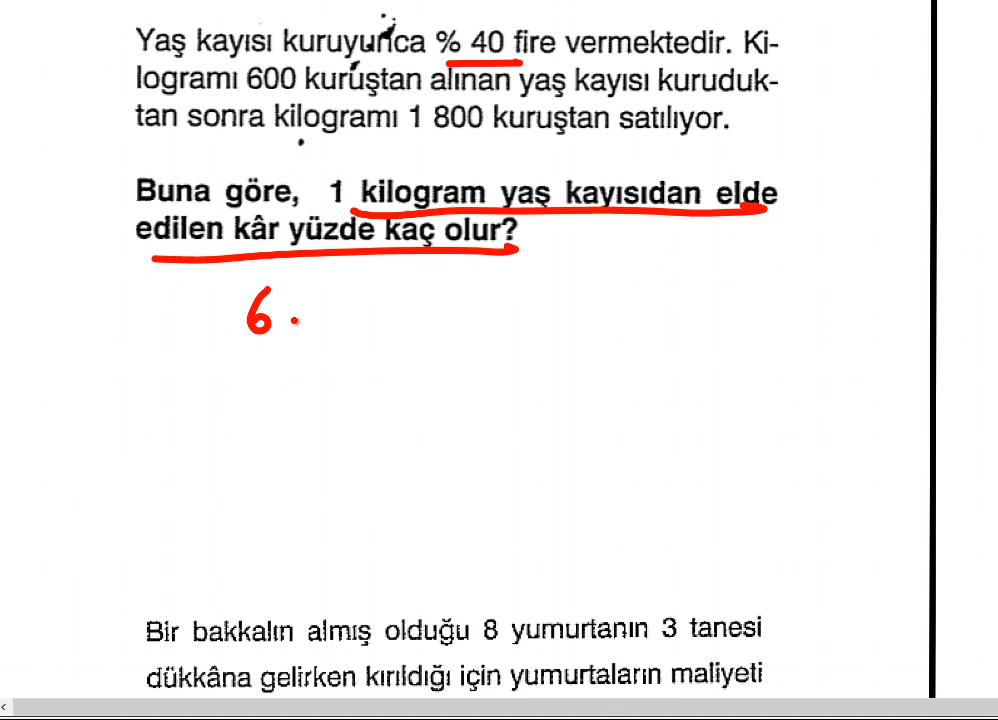 Yaş kayısı kuruyunca % 40 fire vermektedir. Ki-
logramı 600 kuruştan alınan yaş kayısı kuruduk-
tan sonra kilogramı 1 800 kuruştan satılıyor.
Buna göre, 1 kilogram yaş kayısıdan elde
edilen kâr yüzde kaç olur?
6 .
Bir bakkalın almış olduğu 8 yumurtanın 3 tanesi
dükkâna gelirken kırıldığı için yumurtaların maliyeti
<